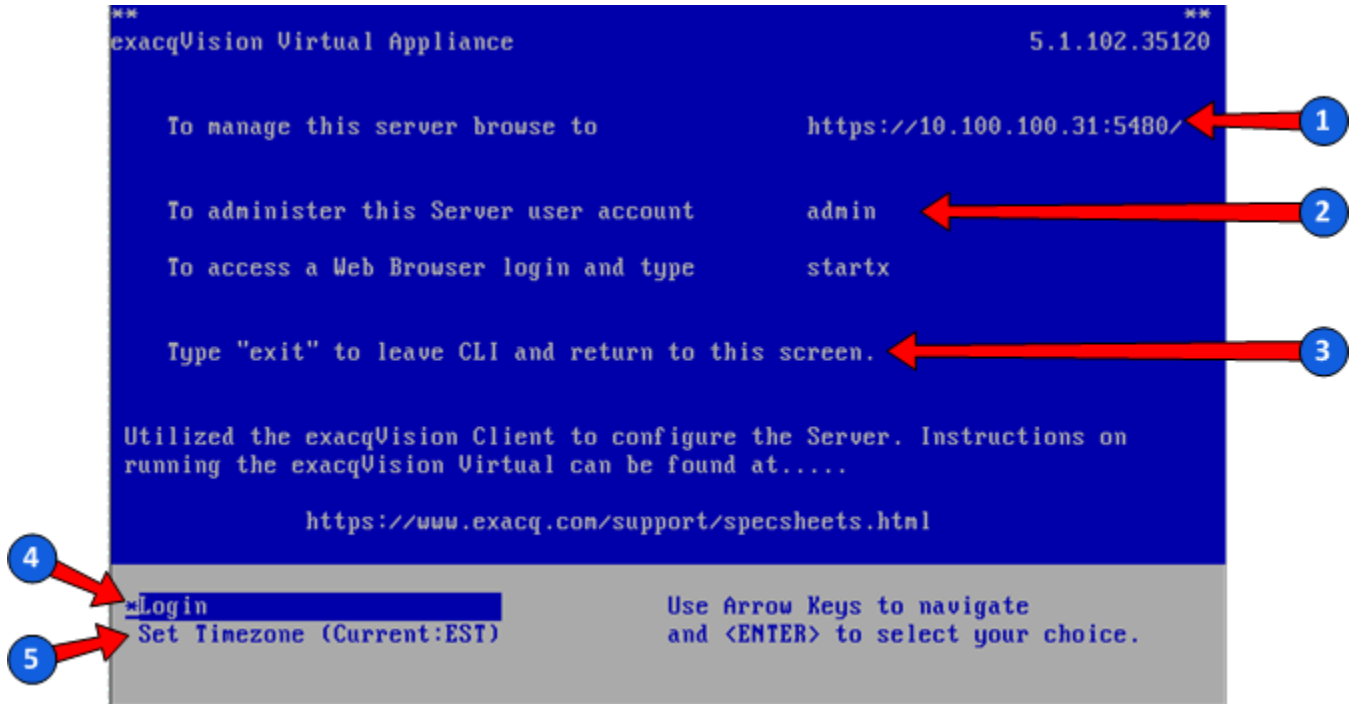 ** **
exacqVision Virtual Appliance 5.1.102.35120
To manage this server browse to https://10.100.100.31:5480/ 1
To administer this Server user account admin 2
To access a Web Browser login and type startx
Type "exit" to leave CLI and return to this screen. 3
Utilized the exacqVision Client to configure the Server. Instructions on
running the exacqVision Virtual can be found at.....
https://www.exacq.com/support/specsheets.html
4
*Login Use Arrow Keys to navigate
Set Timezone (Current:EST) and <ENTER> to select your choice.
5